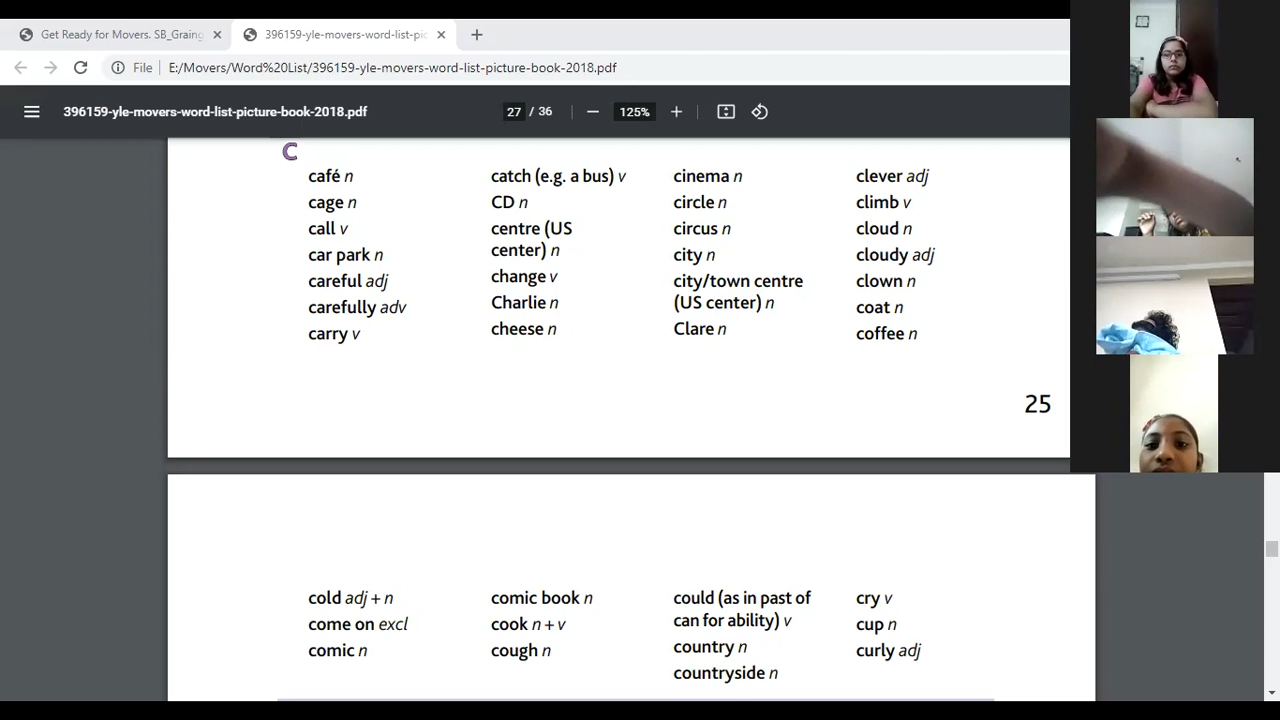 Get Ready for Movers. SB_Graing
396159-yle-movers-word-list-pic
File E:/Movers/Word%20List/396159-yle-movers-word-list-picture-book-2018.pdf
396159-yle-movers-word-list-picture-book-2018.pdf
27 / 36
125%
C
café n
cage n
call v
car park n
careful adj
carefully adv
carry v
catch (e.g. a bus) v
CD n
centre (US
center) n
change v
Charlie n
cheese n
cinema n
circle n
circus n
city n
city/town centre
(US center) n
Clare n
clever adj
climb v
cloud n
cloudy adj
clown n
coat n
coffee n
25
cold adj + n
come on excl
comic n
comic book n
cook n + v
cough n
could (as in past of
can for ability) v
country n
countryside n
cry v
cup n
curly adj